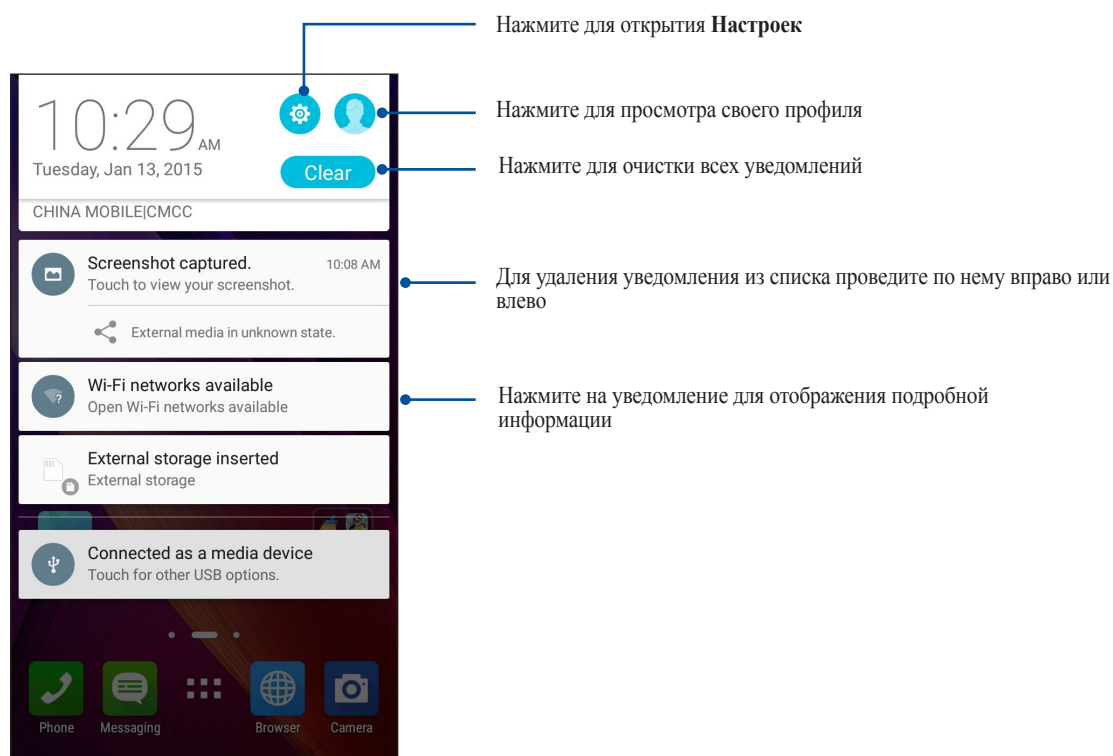 Нажмите для открытия Настроек
10:29 AM
Нажмите для просмотра своего профиля
Tuesday, Jan 13, 2015
Clear
Нажмите для очистки всех уведомлений
CHINA MOBILE|CMCC
Screenshot captured.
10:08 AM
Touch to view your screenshot.
Для удаления уведомления из списка проведите по нему вправо или
влево
External media in unknown state.
Wi-Fi networks available
Open Wi-Fi networks available
Нажмите на уведомление для отображения подробной
информации
External storage inserted
External storage
Connected as a media device
Touch for other USB options.
Phone
Messaging
Browser
Camera